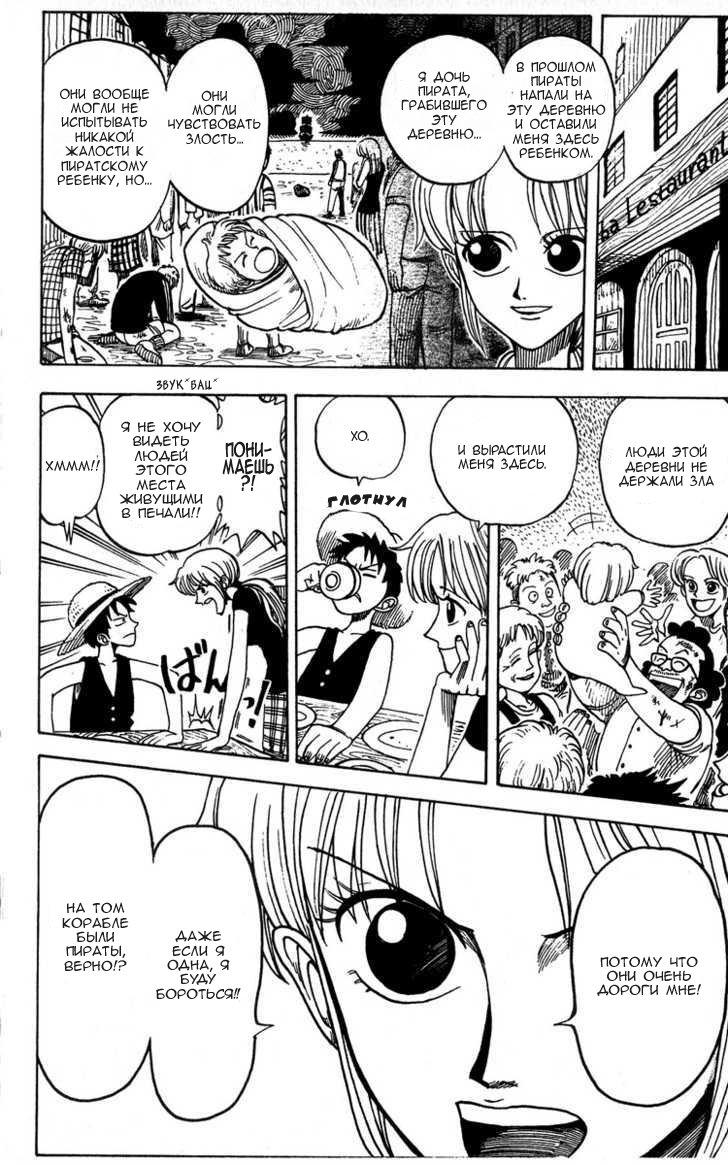 В ПРОШЛОМ
ПИРАТЫ
НАПАЛИ НА
ЭТУ ДЕРЕВНЮ
И ОСТАВИЛИ
МЕНЯ ЗДЕСЬ
РЕБЕНКОМ.
Я ДОЧЬ
ПИРАТА,
ГРАБИВШЕГО
ЭТУ
ДЕРЕВНЮ...
ОНИ
МОГЛИ
ЧУВСТВОВАТЬ
ЗЛОСТЬ...
ОНИ ВООБЩЕ
МОГЛИ НЕ
ИСПЫТЫВАТЬ
НИКАКОЙ
ЖАЛОСТИ К
ПИРАТСКОМУ
РЕБЕНКУ, НО...
La Lestaurant
ЛЮДИ ЭТОЙ
ДЕРЕВНИ НЕ
ДЕРЖАЛИ ЗЛА
И ВЫРАСТИЛИ
МЕНЯ ЗДЕСЬ.
ХО.
ГЛОТНУЛ
ЗВУК "БАЦ"
ПОНИ-
МАЕШЬ
?!
Я НЕ ХОЧУ
ВИДЕТЬ
ЛЮДЕЙ
ЭТОГО
МЕСТА
ЖИВУЩИМИ
В ПЕЧАЛИ!!
ХМММ!!
ばんっ!
ПОТОМУ ЧТО
ОНИ ОЧЕНЬ
ДОРОГИ МНЕ!
ДАЖЕ
ЕСЛИ Я
ОДНА, Я
БУДУ
БОРОТЬСЯ!!
НА ТОМ
КОРАБЛЕ
БЫЛИ
ПИРАТЫ,
ВЕРНО!?